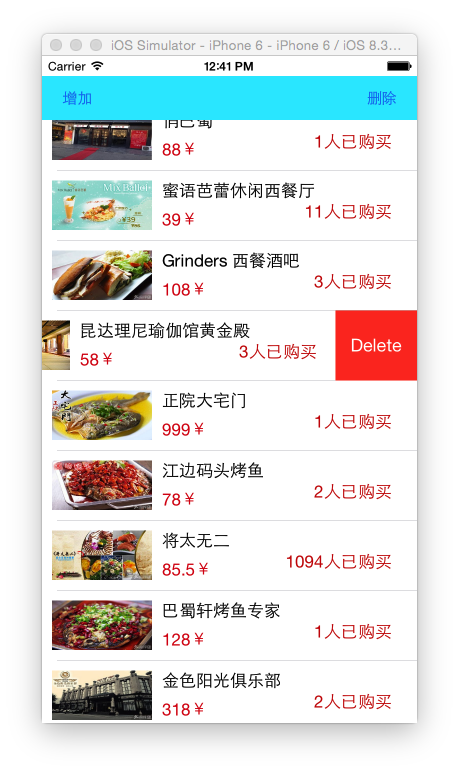 iOS Simulator - iPhone 6 - iPhone 6 / iOS 8.3...
Carrier 12:41 PM
增加 删除
俏巴蜀
88￥ 1人已购买
蜜语芭蕾休闲西餐厅
Mix Ballet
¥39
39￥ 11人已购买
Grinders 西餐酒吧
108￥ 3人已购买
昆达理尼瑜伽馆黄金殿
58￥ 3人已购买 Delete
正院大宅门
大宅门
999￥ 1人已购买
江边码头烤鱼
78￥ 2人已购买
将太无二
85.5￥ 1094人已购买
巴蜀轩烤鱼专家
128￥ 1人已购买
金色阳光俱乐部
318￥ 2人已购买